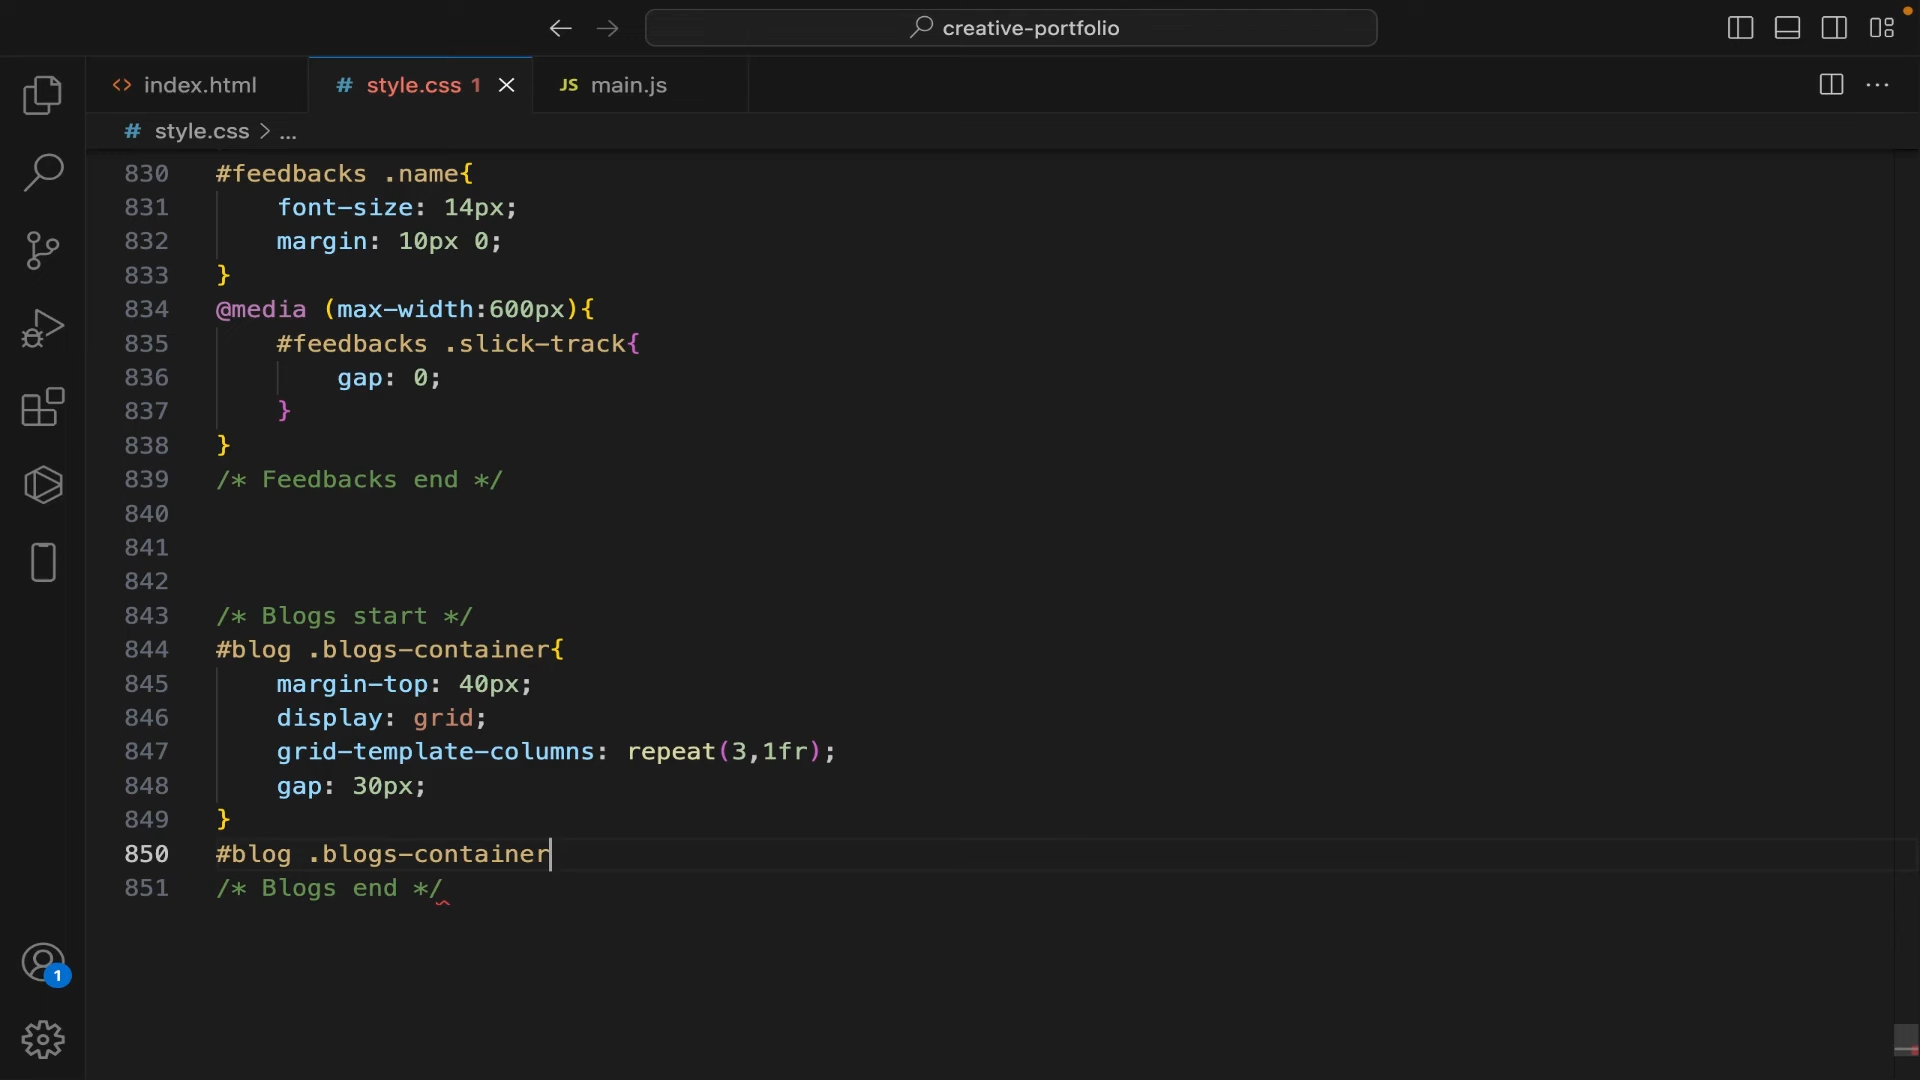 creative-portfolio
<> index.html
# style.css 1
JS main.js
# style.css > ...
830 #feedbacks .name{
831 font-size: 14px;
832 margin: 10px 0;
833 }
834 @media (max-width:600px){
835 #feedbacks .slick-track{
836 gap: 0;
837 }
838 }
839 /* Feedbacks end */
840
841
842
843 /* Blogs start */
844 #blog .blogs-container{
845 margin-top: 40px;
846 display: grid;
847 grid-template-columns: repeat(3,1fr);
848 gap: 30px;
849 }
850 #blog .blogs-container
851 /* Blogs end */
1